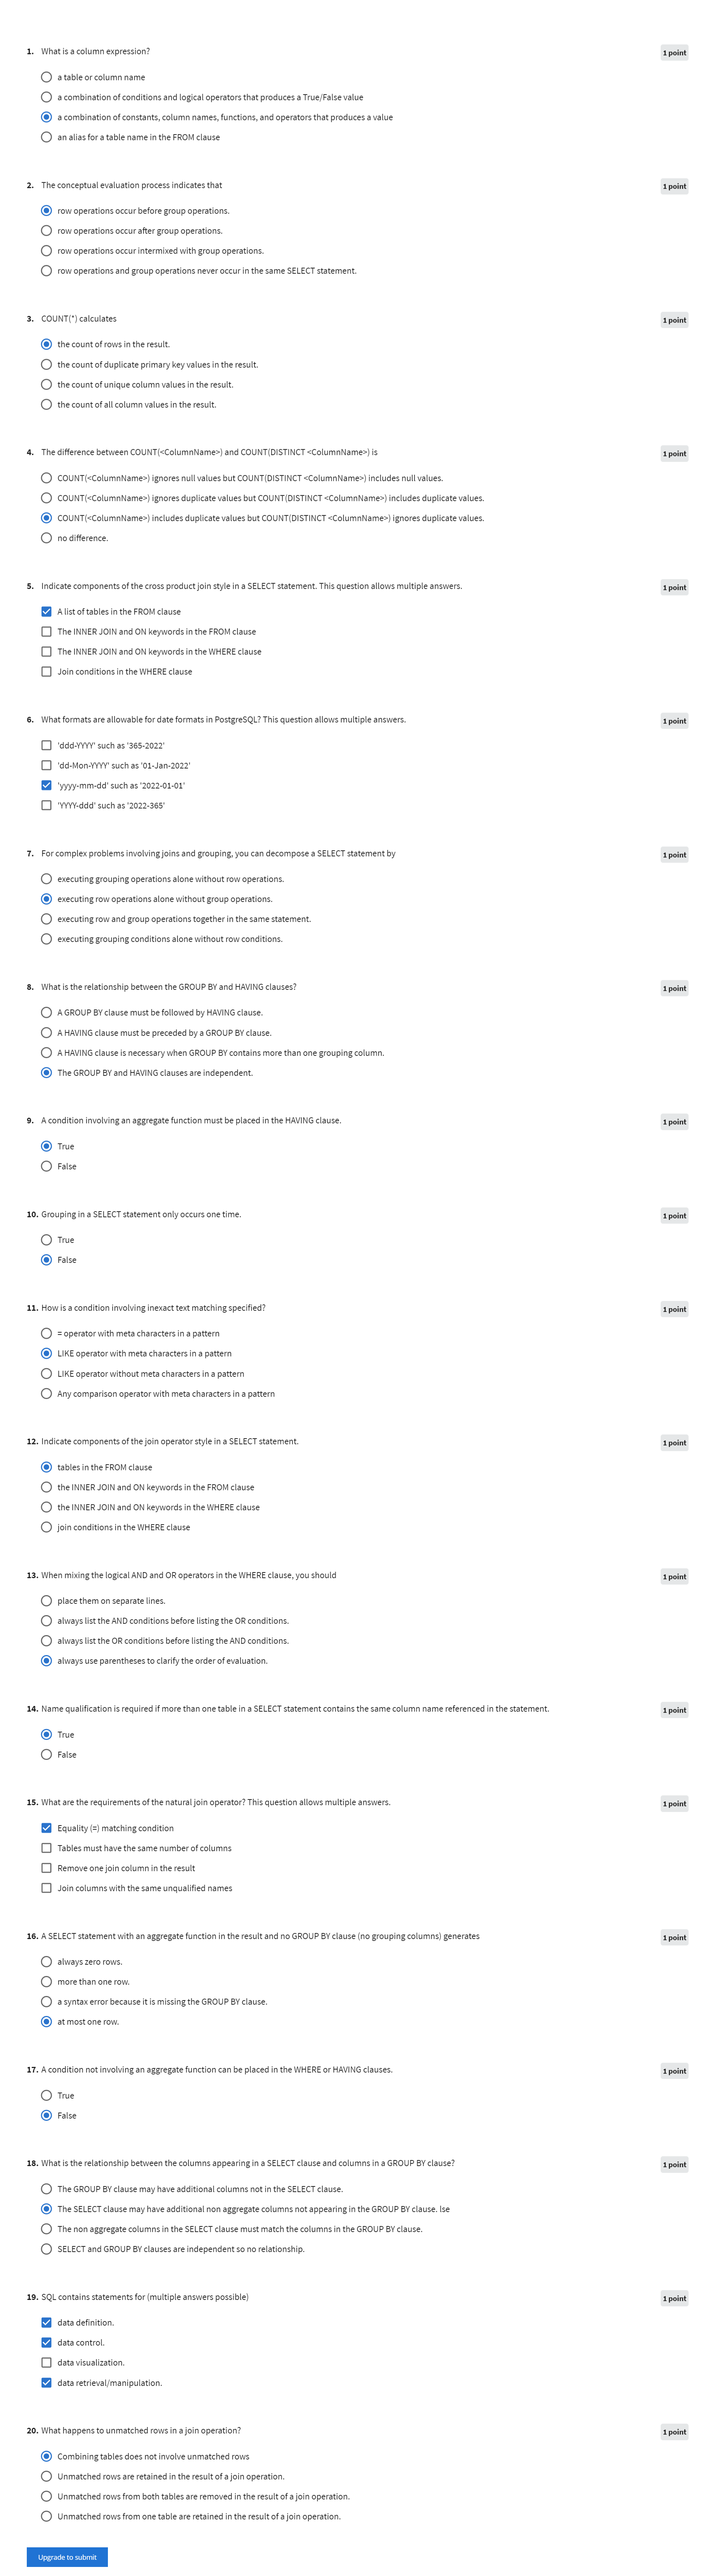 1. What is a column expression?
1 point
a table or column name
a combination of conditions and logical operators that produces a True/False value
a combination of constants, column names, functions, and operators that produces a value
an alias for a table name in the FROM clause
2. The conceptual evaluation process indicates that
1 point
row operations occur before group operations.
row operations occur after group operations.
row operations occur intermixed with group operations.
row operations and group operations never occur in the same SELECT statement.
3. COUNT(*) calculates
1 point
the count of rows in the result.
the count of duplicate primary key values in the result.
the count of unique column values in the result.
the count of all column values in the result.
4. The difference between COUNT(<ColumnName>) and COUNT(DISTINCT <ColumnName>) is
1 point
COUNT(<ColumnName>) ignores null values but COUNT(DISTINCT <ColumnName>) includes null values.
COUNT(<ColumnName>) ignores duplicate values but COUNT(DISTINCT <ColumnName>) includes duplicate values.
COUNT(<ColumnName>) includes duplicate values but COUNT(DISTINCT <ColumnName>) ignores duplicate values.
no difference.
5. Indicate components of the cross product join style in a SELECT statement. This question allows multiple answers.
1 point
A list of tables in the FROM clause
The INNER JOIN and ON keywords in the FROM clause
The INNER JOIN and ON keywords in the WHERE clause
Join conditions in the WHERE clause
6. What formats are allowable for date formats in PostgreSQL? This question allows multiple answers.
1 point
'ddd-YYYY' such as '365-2022'
'dd-Mon-YYYY' such as '01-Jan-2022'
'yyyy-mm-dd' such as '2022-01-01'
'YYYY-ddd' such as '2022-365'
7. For complex problems involving joins and grouping, you can decompose a SELECT statement by
1 point
executing grouping operations alone without row operations.
executing row operations alone without group operations.
executing row and group operations together in the same statement.
executing grouping conditions alone without row conditions.
8. What is the relationship between the GROUP BY and HAVING clauses?
1 point
A GROUP BY clause must be followed by HAVING clause.
A HAVING clause must be preceded by a GROUP BY clause.
A HAVING clause is necessary when GROUP BY contains more than one grouping column.
The GROUP BY and HAVING clauses are independent.
9. A condition involving an aggregate function must be placed in the HAVING clause.
1 point
True
False
10. Grouping in a SELECT statement only occurs one time.
1 point
True
False
11. How is a condition involving inexact text matching specified?
1 point
= operator with meta characters in a pattern
LIKE operator with meta characters in a pattern
LIKE operator without meta characters in a pattern
Any comparison operator with meta characters in a pattern
12. Indicate components of the join operator style in a SELECT statement.
1 point
tables in the FROM clause
the INNER JOIN and ON keywords in the FROM clause
the INNER JOIN and ON keywords in the WHERE clause
join conditions in the WHERE clause
13. When mixing the logical AND and OR operators in the WHERE clause, you should
1 point
place them on separate lines.
always list the AND conditions before listing the OR conditions.
always list the OR conditions before listing the AND conditions.
always use parentheses to clarify the order of evaluation.
14. Name qualification is required if more than one table in a SELECT statement contains the same column name referenced in the statement.
1 point
True
False
15. What are the requirements of the natural join operator? This question allows multiple answers.
1 point
Equality (=) matching condition
Tables must have the same number of columns
Remove one join column in the result
Join columns with the same unqualified names
16. A SELECT statement with an aggregate function in the result and no GROUP BY clause (no grouping columns) generates
1 point
always zero rows.
more than one row.
a syntax error because it is missing the GROUP BY clause.
at most one row.
17. A condition not involving an aggregate function can be placed in the WHERE or HAVING clauses.
1 point
True
False
18. What is the relationship between the columns appearing in a SELECT clause and columns in a GROUP BY clause?
1 point
The GROUP BY clause may have additional columns not in the SELECT clause.
The SELECT clause may have additional non aggregate columns not appearing in the GROUP BY clause. lse
The non aggregate columns in the SELECT clause must match the columns in the GROUP BY clause.
SELECT and GROUP BY clauses are independent so no relationship.
19. SQL contains statements for (multiple answers possible)
1 point
data definition.
data control.
data visualization.
data retrieval/manipulation.
20. What happens to unmatched rows in a join operation?
1 point
Combining tables does not involve unmatched rows
Unmatched rows are retained in the result of a join operation.
Unmatched rows from both tables are removed in the result of a join operation.
Unmatched rows from one table are retained in the result of a join operation.
Upgrade to submit